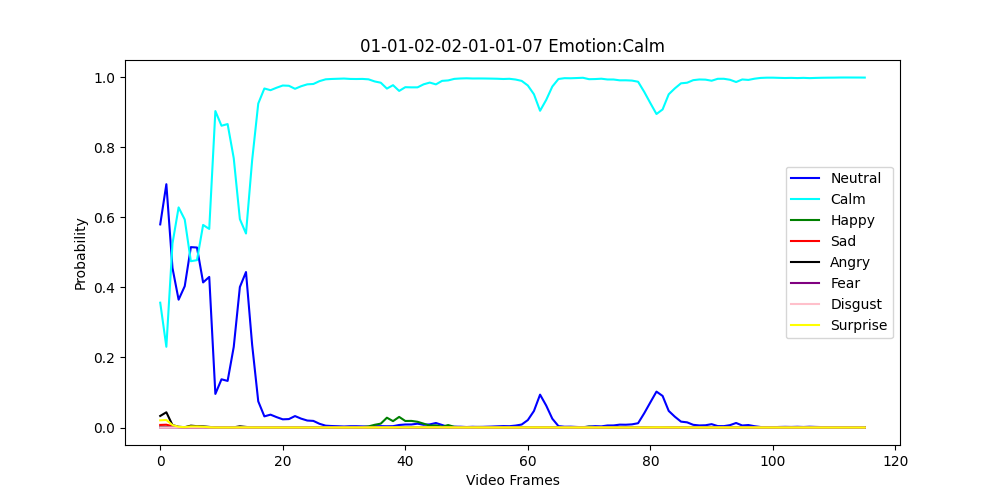 01-01-02-02-01-01-07 Emotion:Calm
Probability
1.0
0.8
0.6
0.4
0.2
0.0
Neutral
Calm
Happy
Sad
Angry
Fear
Disgust
Surprise
0 20 40 60 80 100 120
Video Frames